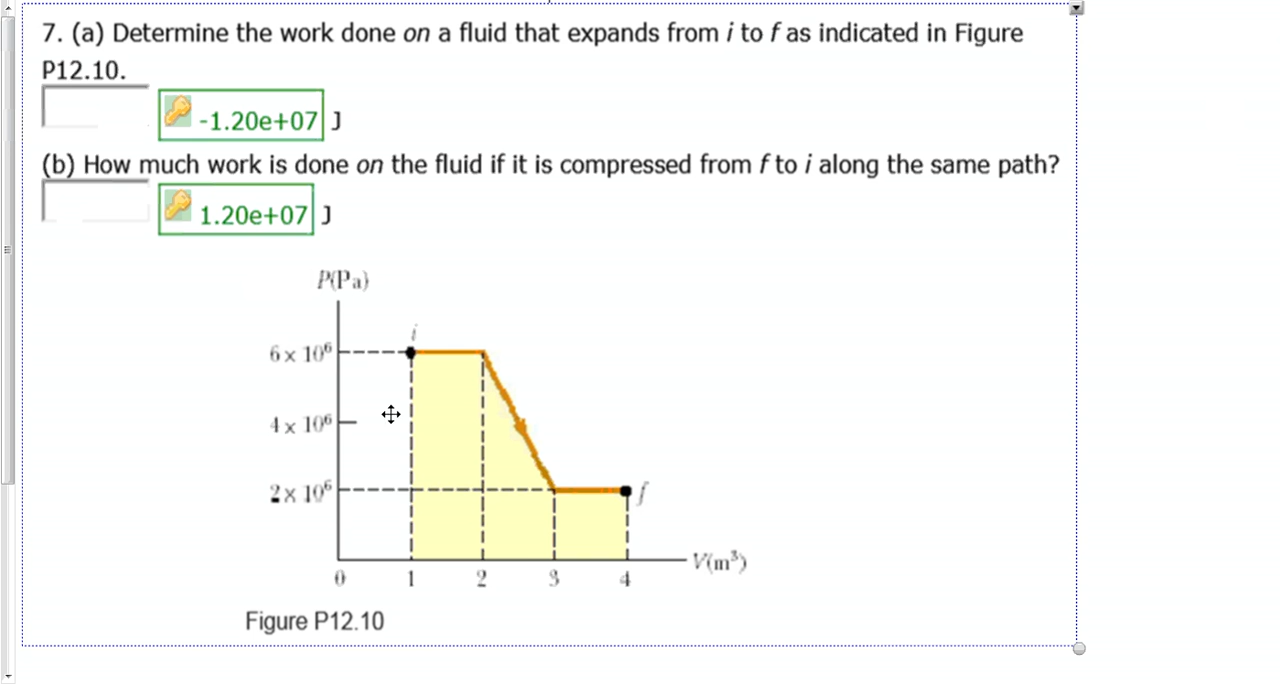 7. (a) Determine the work done on a fluid that expands from i to f as indicated in Figure
P12.10.
-1.20e+07 J
(b) How much work is done on the fluid if it is compressed from f to i along the same path?
1.20e+07 J
P(Pa)
i
6 x 10⁶
4 x 10⁶
2 x 10⁶
f
V(m³)
0 1 2 3 4
Figure P12.10